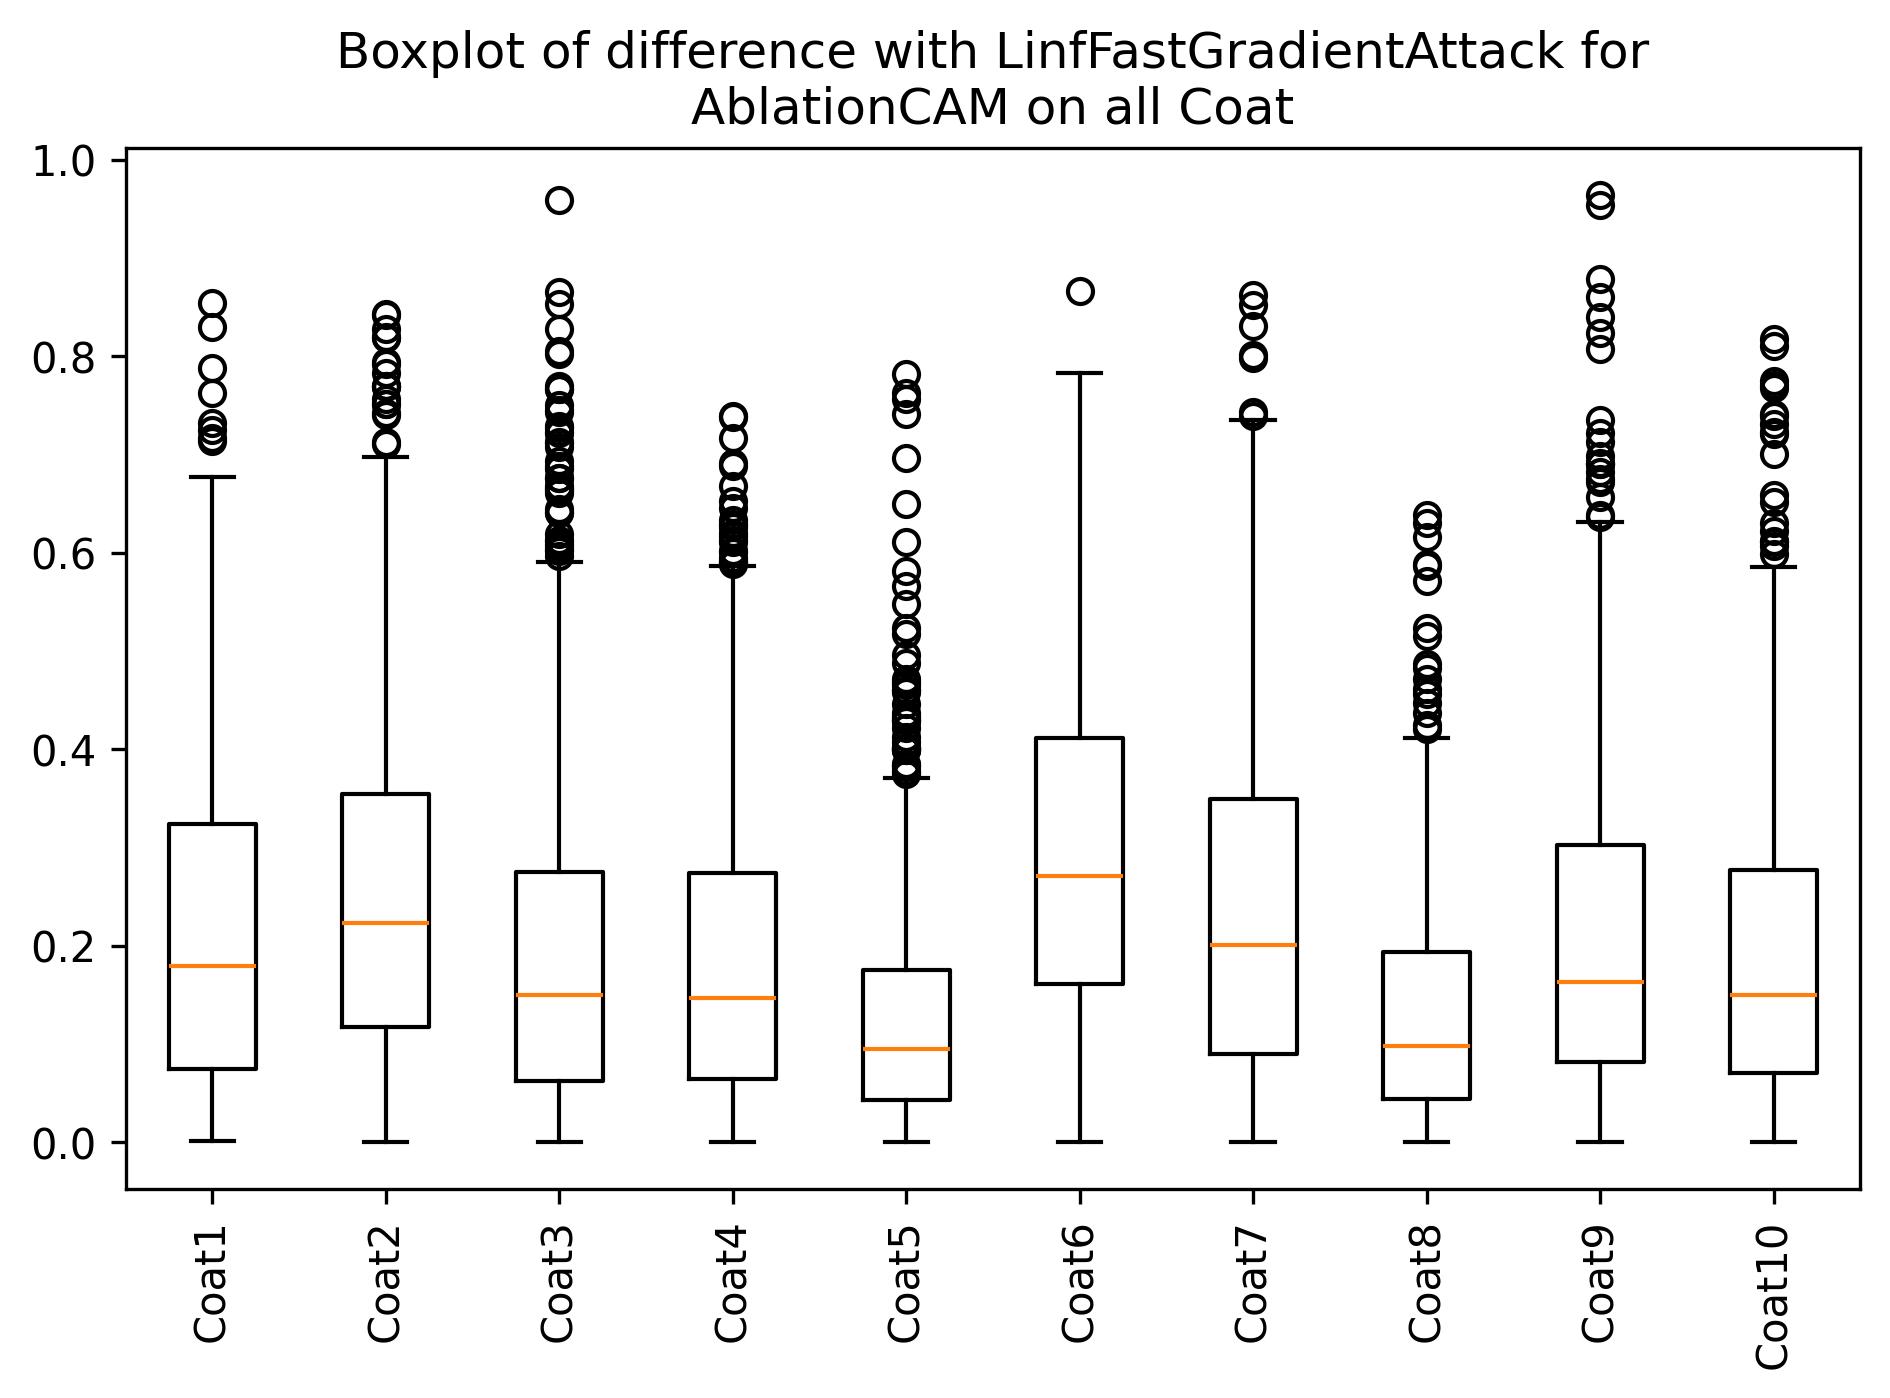 Boxplot of difference with LinfFastGradientAttack for
AblationCAM on all Coat
1.0
0.8
0.6
0.4
0.2
0.0
Coat1
Coat2
Coat3
Coat4
Coat5
Coat6
Coat7
Coat8
Coat9
Coat10